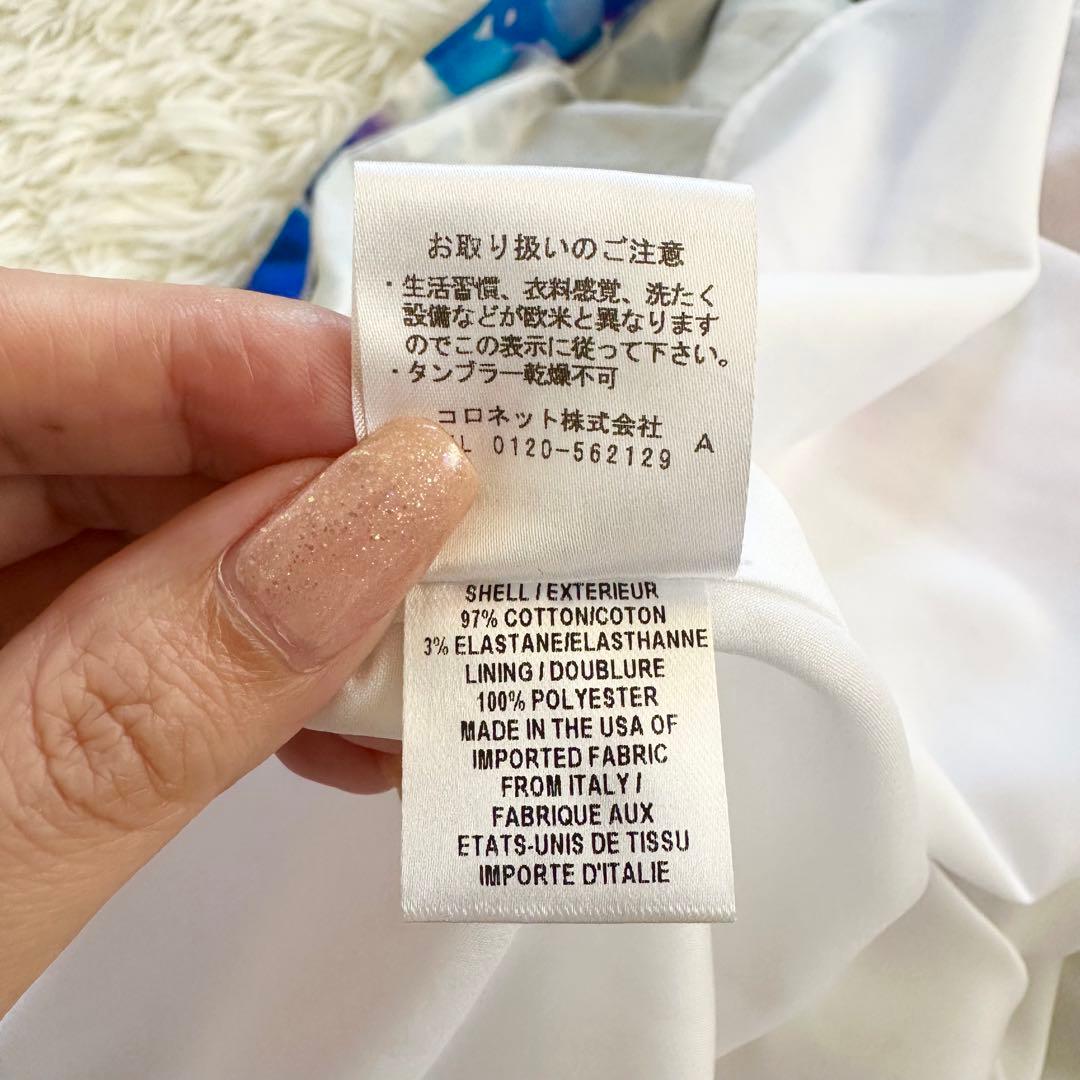 お取り扱いのご注意
・生活習慣、衣料感覚、洗たく
設備などが欧米と異なります
のでこの表示に従って下さい。
・タンブラー乾燥不可
コロネット株式会社
0120-562129 A
SHELL / EXTERIEUR
97% COTTON/COTON
3% ELASTANE/ELASTHANNE
LINING / DOUBLURE
100% POLYESTER
MADE IN THE USA OF
IMPORTED FABRIC
FROM ITALY /
FABRIQUE AUX
ETATS-UNIS DE TISSU
IMPORTE D'ITALIE